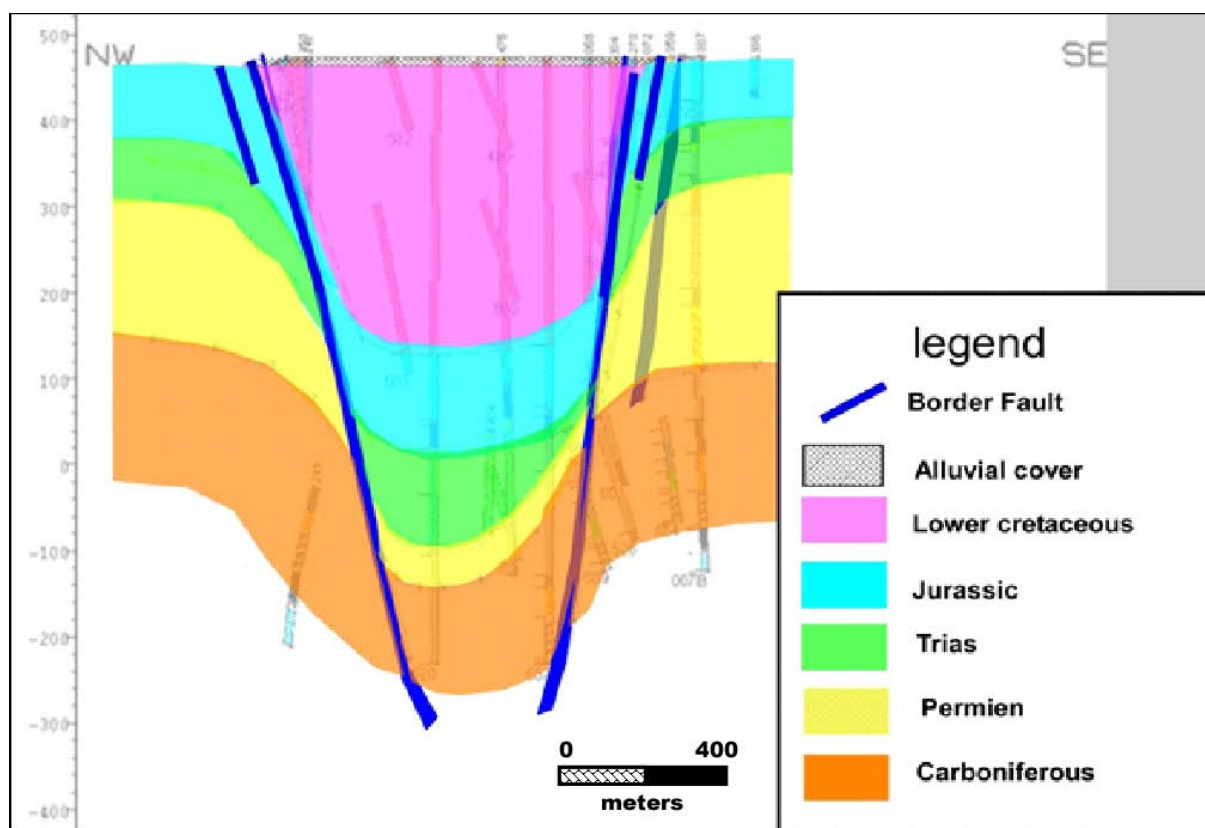 NW
SE
500
400
300
200
100
0
-100
-200
-300
-400
007B
0 400
meters
legend
Border Fault
Alluvial cover
Lower cretaceous
Jurassic
Trias
Permien
Carboniferous